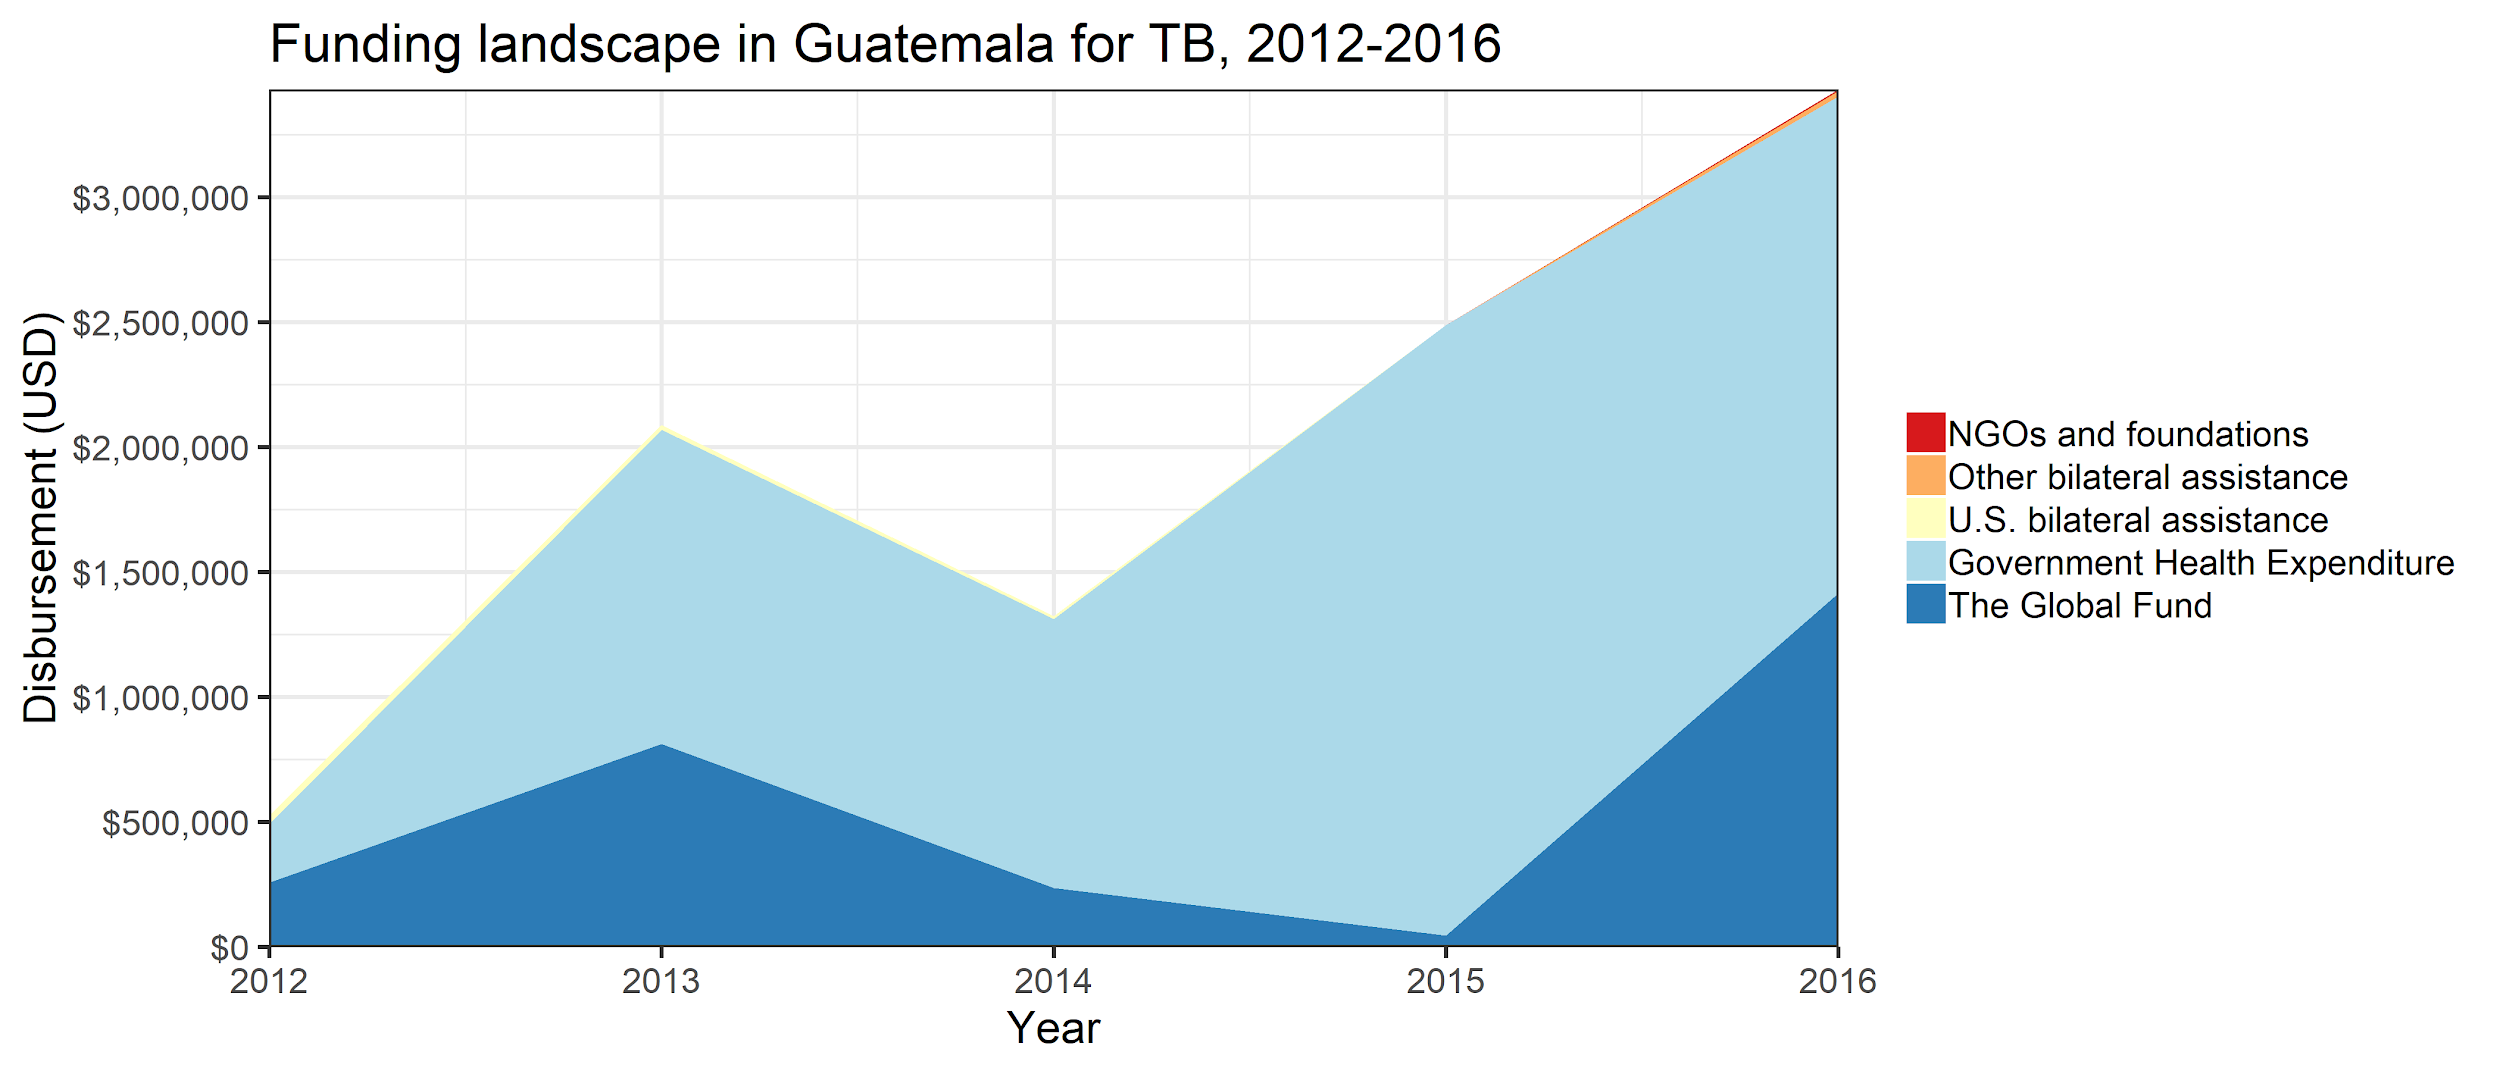 Funding landscape in Guatemala for TB, 2012-2016
Disbursement (USD)
$3,000,000
$2,500,000
$2,000,000
$1,500,000
$1,000,000
$500,000
$0
2012 2013 2014 2015 2016
Year
NGOs and foundations
Other bilateral assistance
U.S. bilateral assistance
Government Health Expenditure
The Global Fund